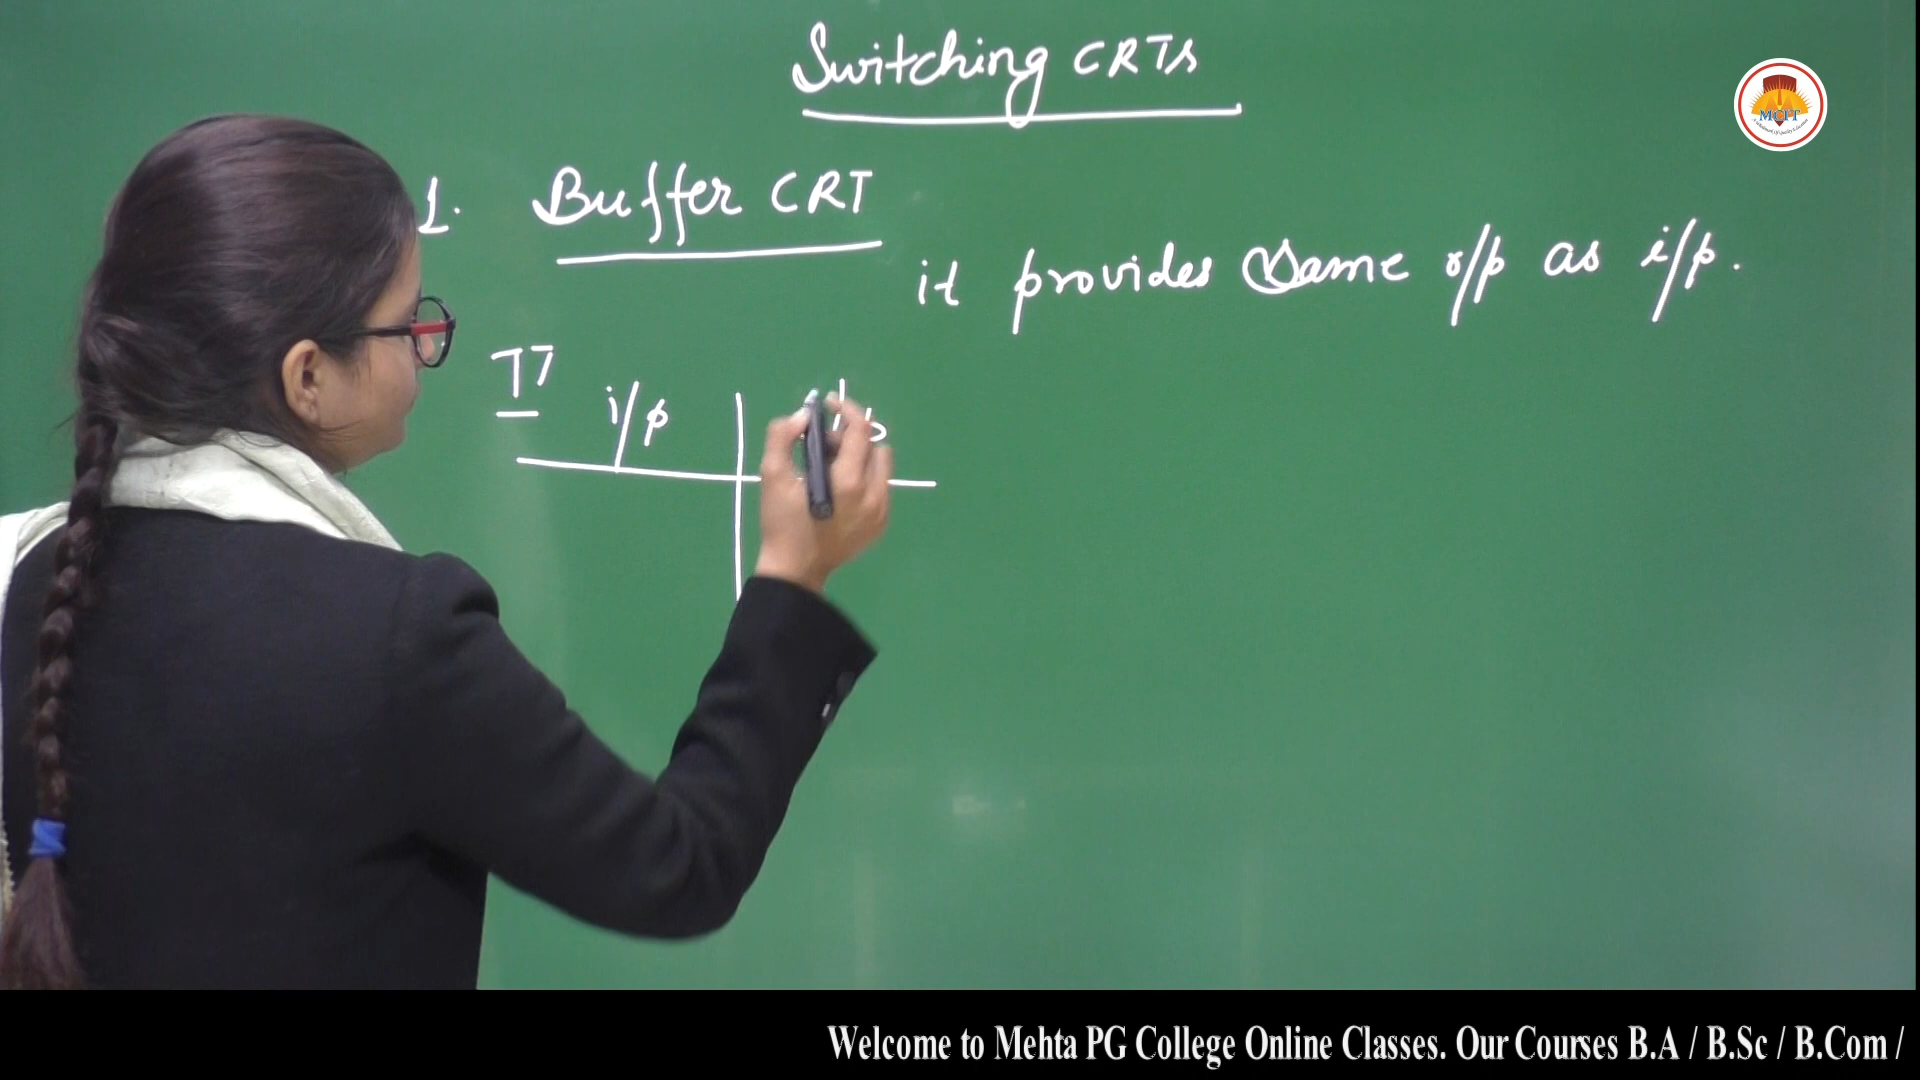 Switching CRTs
1. Buffer CRT
it provides Same o/p as i/p.
TT
i/p
MCIT
Welcome to Mehta PG College Online Classes. Our Courses B.A / B.Sc / B.Com /